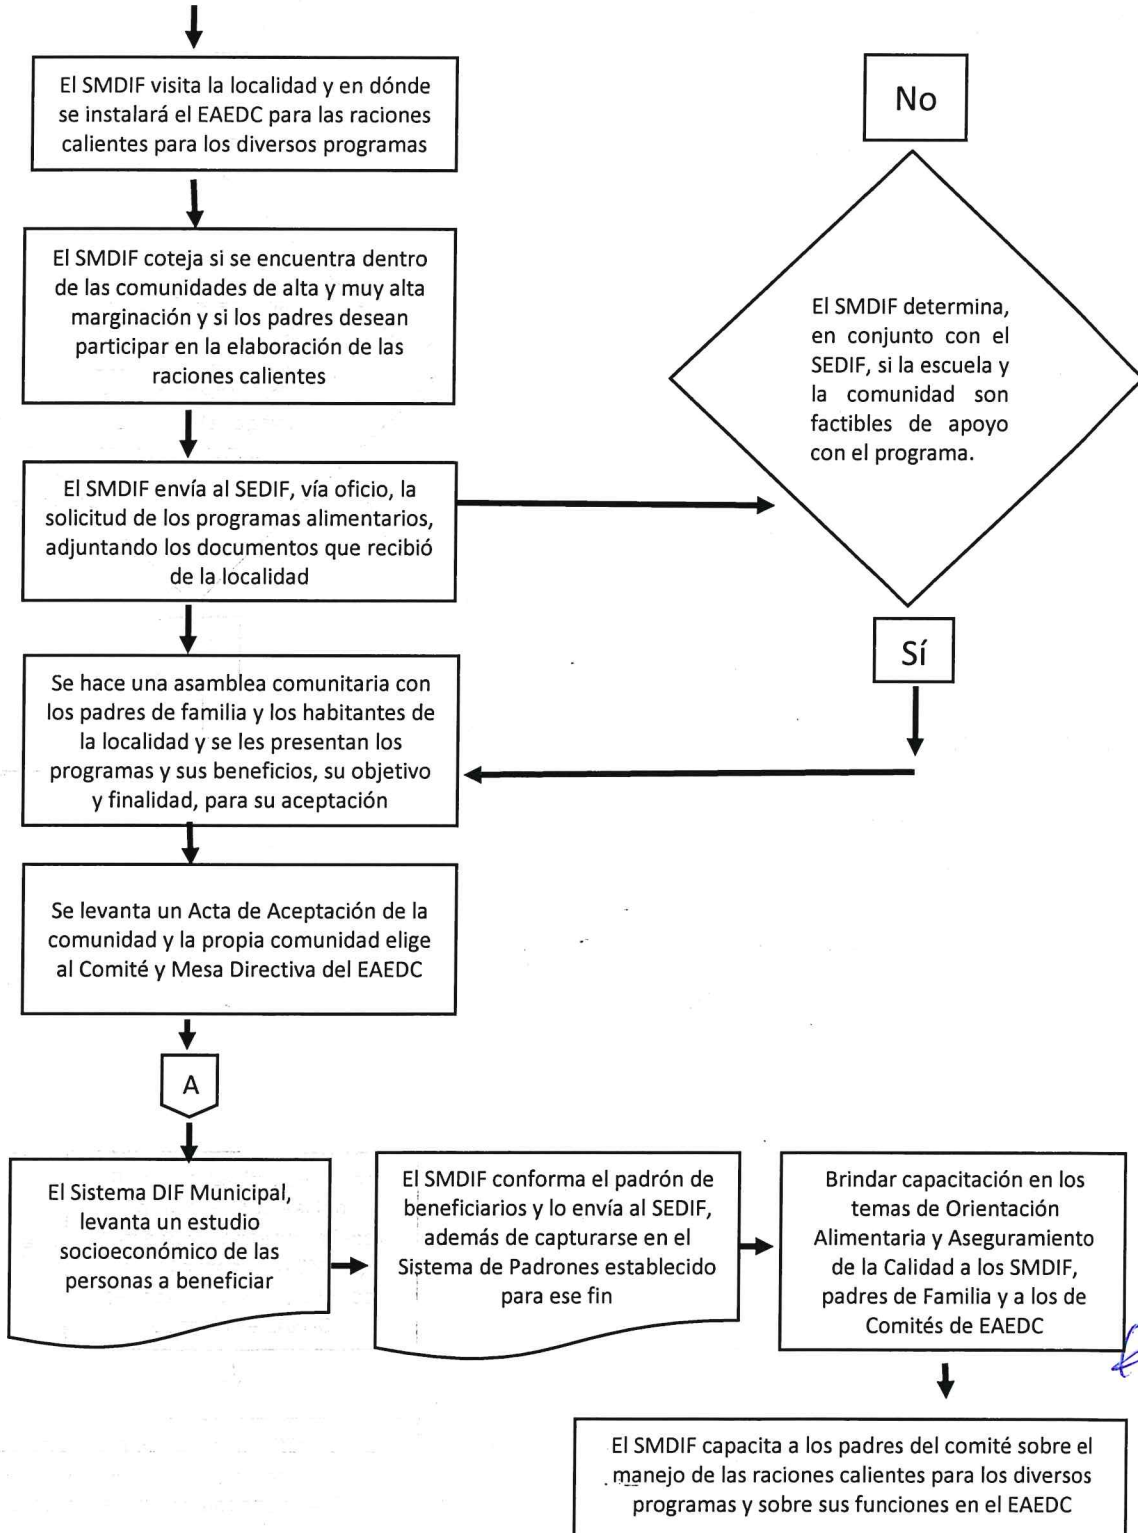 El SMDIF visita la localidad y en dónde
se instalará el EAEDC para las raciones
calientes para los diversos programas
No
El SMDIF coteja si se encuentra dentro
de las comunidades de alta y muy alta
marginación y si los padres desean
participar en la elaboración de las
raciones calientes
El SMDIF determina,
en conjunto con el
SEDIF, si la escuela y
la comunidad son
factibles de apoyo
con el programa.
El SMDIF envía al SEDIF, vía oficio, la
solicitud de los programas alimentarios,
adjuntando los documentos que recibió
de la localidad
Sí
Se hace una asamblea comunitaria con
los padres de familia y los habitantes de
la localidad y se les presentan los
programas y sus beneficios, su objetivo
y finalidad, para su aceptación
Se levanta un Acta de Aceptación de la
comunidad y la propia comunidad elige
al Comité y Mesa Directiva del EAEDC
A
El Sistema DIF Municipal,
levanta un estudio
socioeconómico de las
personas a beneficiar
El SMDIF conforma el padrón de
beneficiarios y lo envía al SEDIF,
además de capturarse en el
Sistema de Padrones establecido
para ese fin
Brindar capacitación en los
temas de Orientación
Alimentaria y Aseguramiento
de la Calidad a los SMDIF,
padres de Familia y a los de
Comités de EAEDC
El SMDIF capacita a los padres del comité sobre el
manejo de las raciones calientes para los diversos
programas y sobre sus funciones en el EAEDC